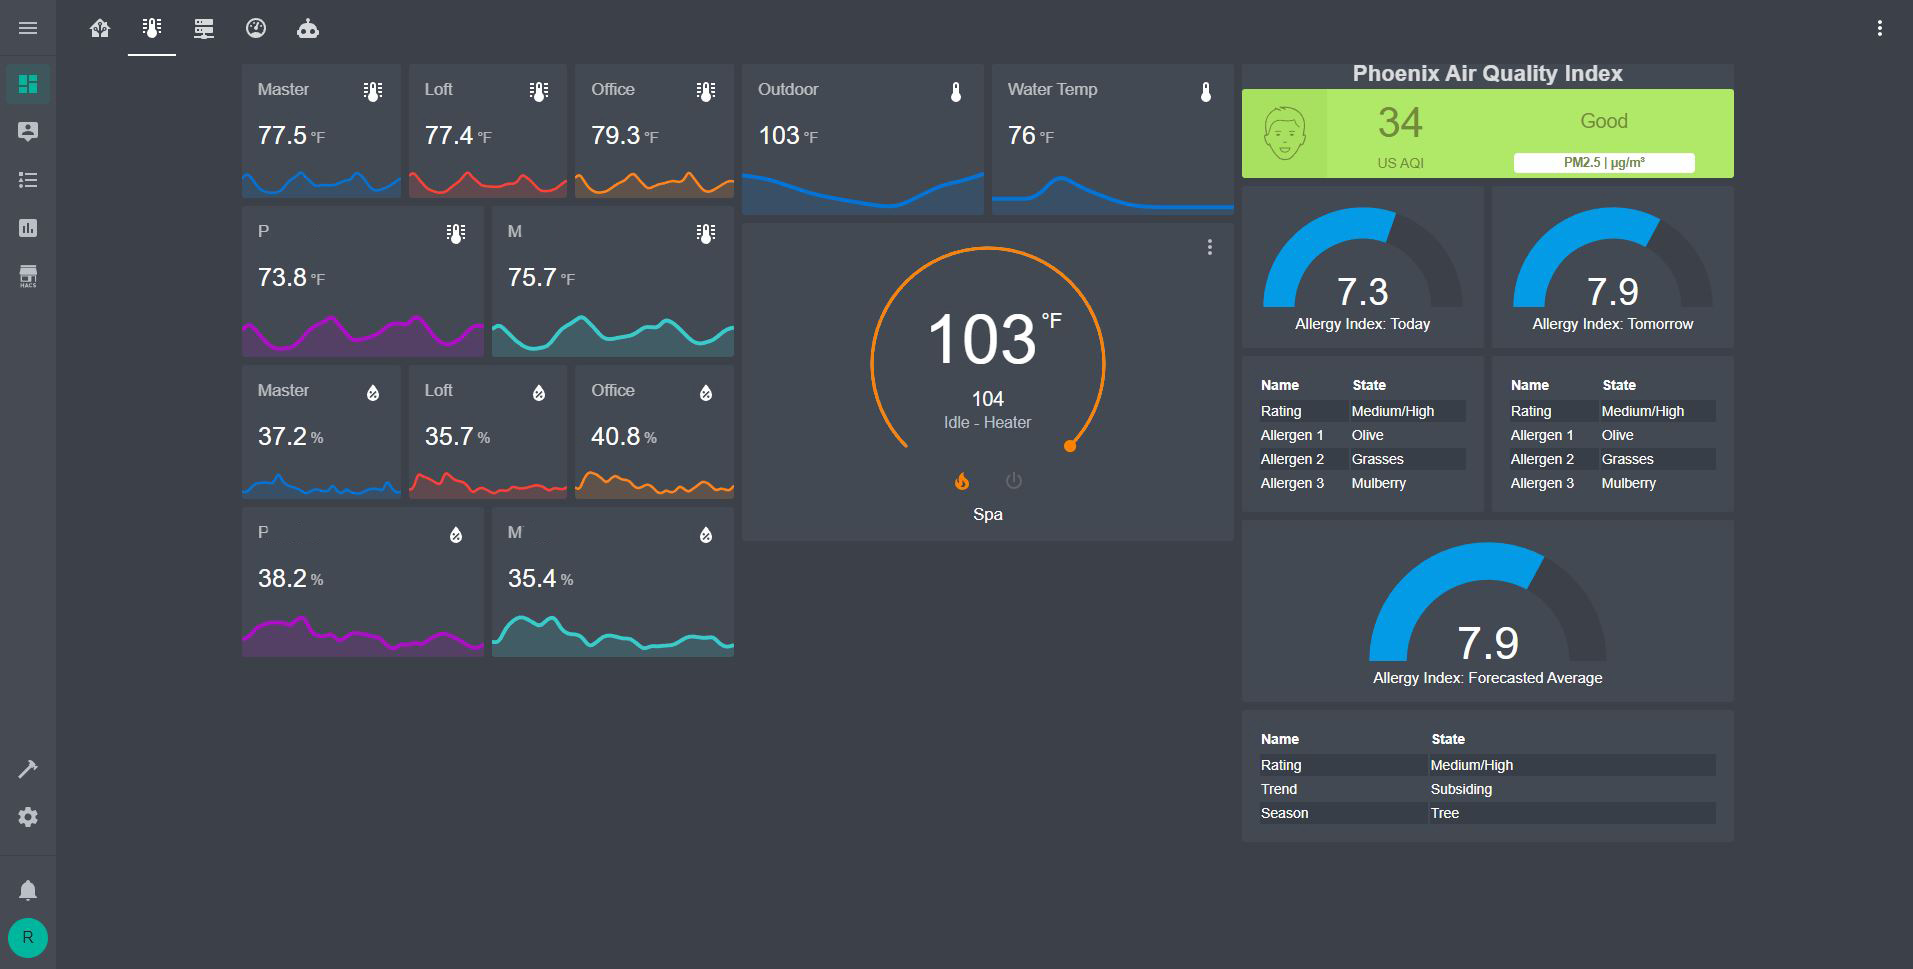 Master
77.5 °F
Loft
77.4 °F
Office
79.3 °F
Outdoor
103 °F
Water Temp
76 °F
Phoenix Air Quality Index
34
US AQI
Good
PM2.5 | µg/m³
P
73.8 °F
M
75.7 °F
103 °F
104
Idle - Heater
Spa
7.3
Allergy Index: Today
7.9
Allergy Index: Tomorrow
Master
37.2 %
Loft
35.7 %
Office
40.8 %
P
38.2 %
M
35.4 %
Name State
Rating Medium/High
Allergen 1 Olive
Allergen 2 Grasses
Allergen 3 Mulberry
Name State
Rating Medium/High
Allergen 1 Olive
Allergen 2 Grasses
Allergen 3 Mulberry
7.9
Allergy Index: Forecasted Average
Name State
Rating Medium/High
Trend Subsiding
Season Tree
HACS
R